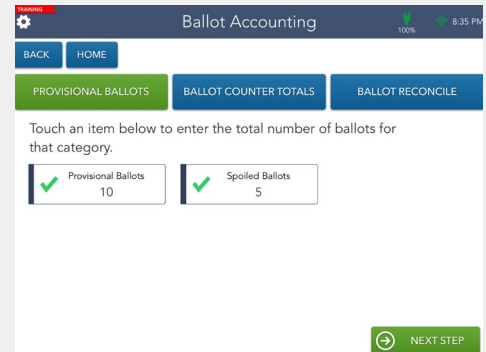 TRAINING
Ballot Accounting
100%
8:35 PM
BACK
HOME
PROVISIONAL BALLOTS
BALLOT COUNTER TOTALS
BALLOT RECONCILE
Touch an item below to enter the total number of ballots for
that category.
Provisional Ballots
10
Spoiled Ballots
5
NEXT STEP